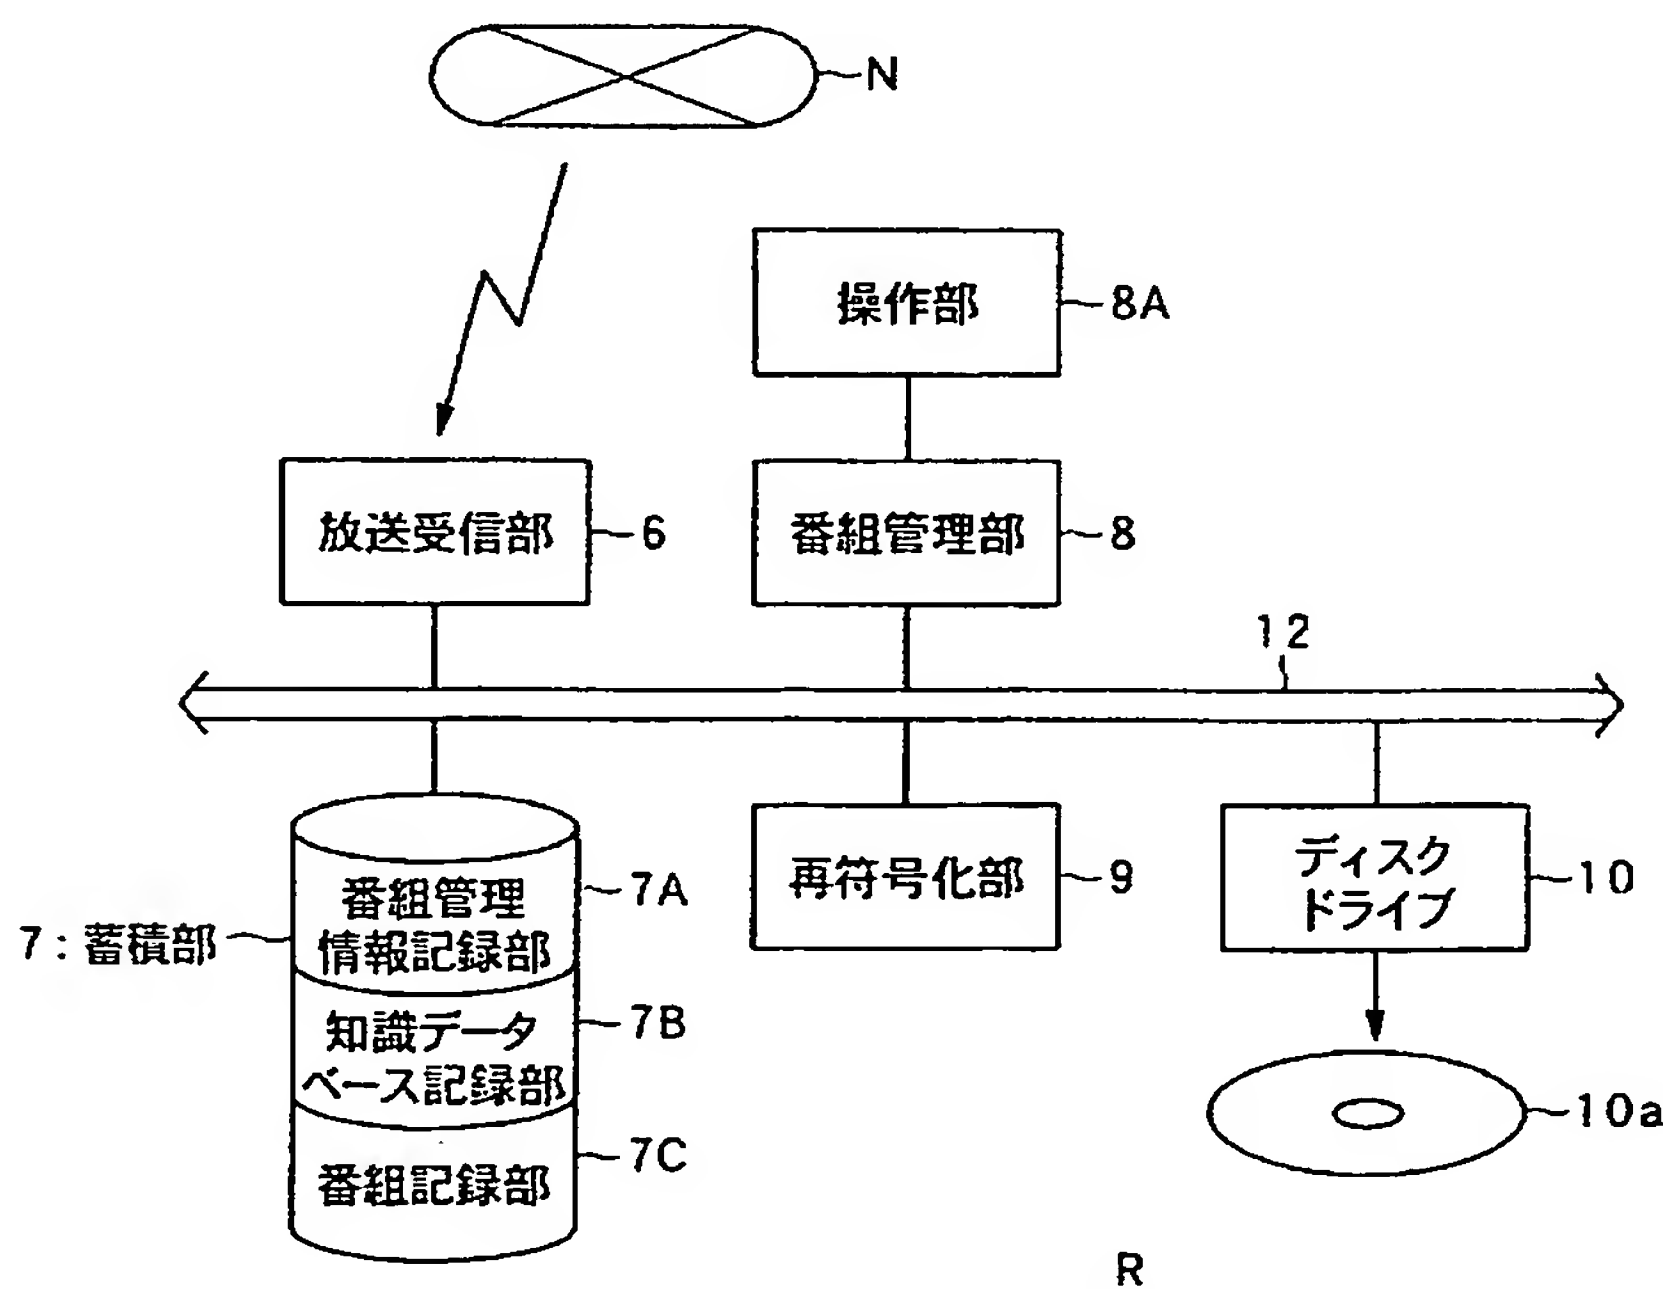 N
操作部
8A
放送受信部
6
番組管理部
8
12
番組管理
情報記録部
7A
7：蓄積部
知識データ
ベース記録部
7B
番組記録部
7C
再符号化部
9
ディスク
ドライブ
10
10a
R